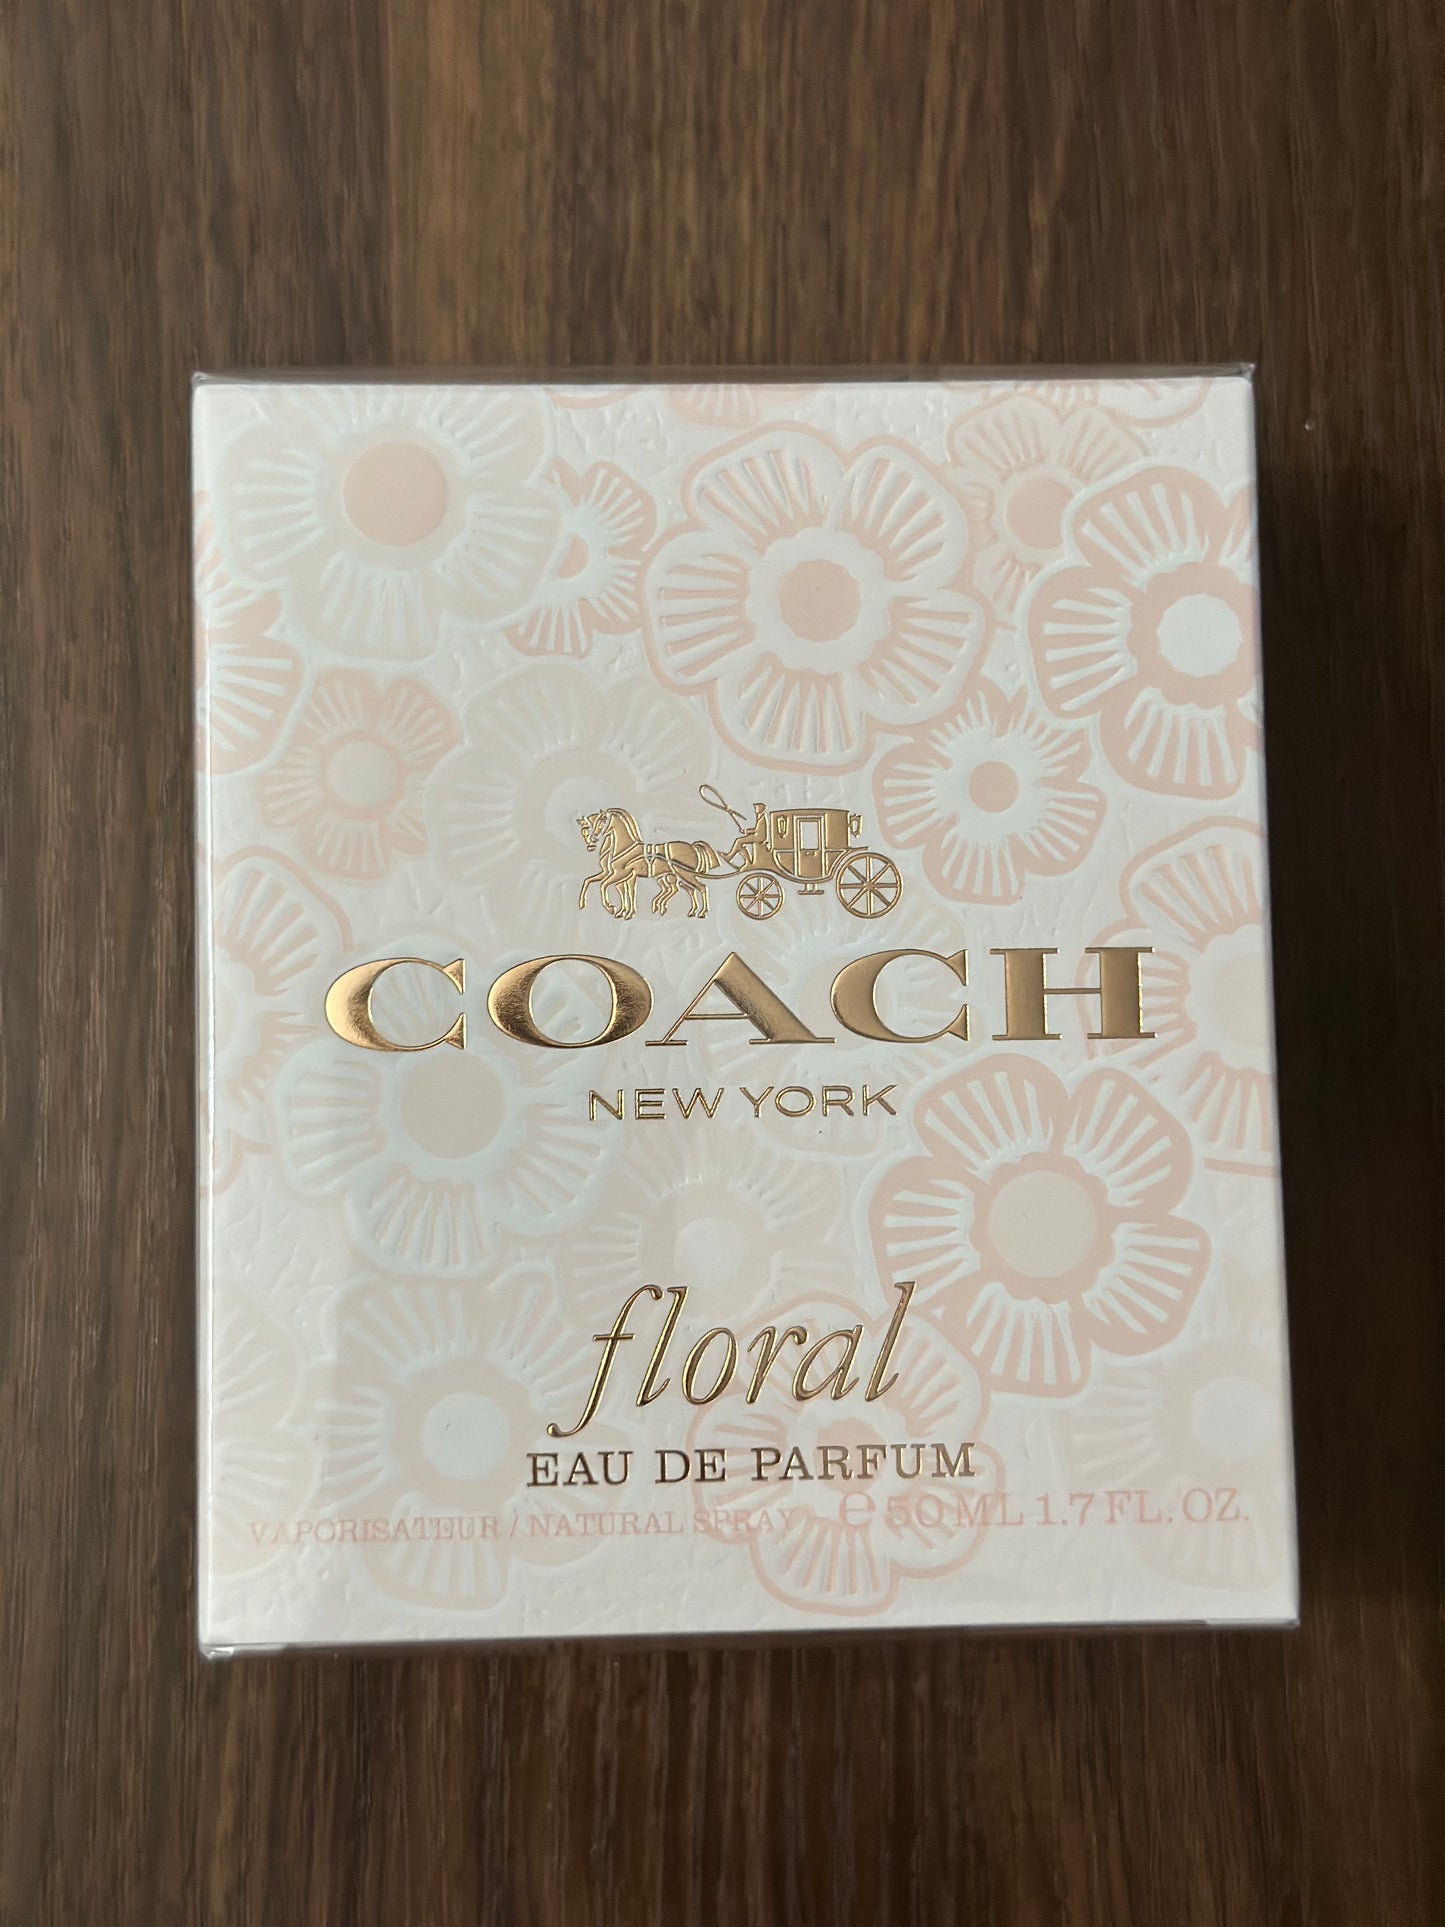 COACH
NEW YORK
floral
EAU DE PARFUM
VAPORISATEUR / NATURAL SPRAY ℮ 50 ML 1.7 FL. OZ.